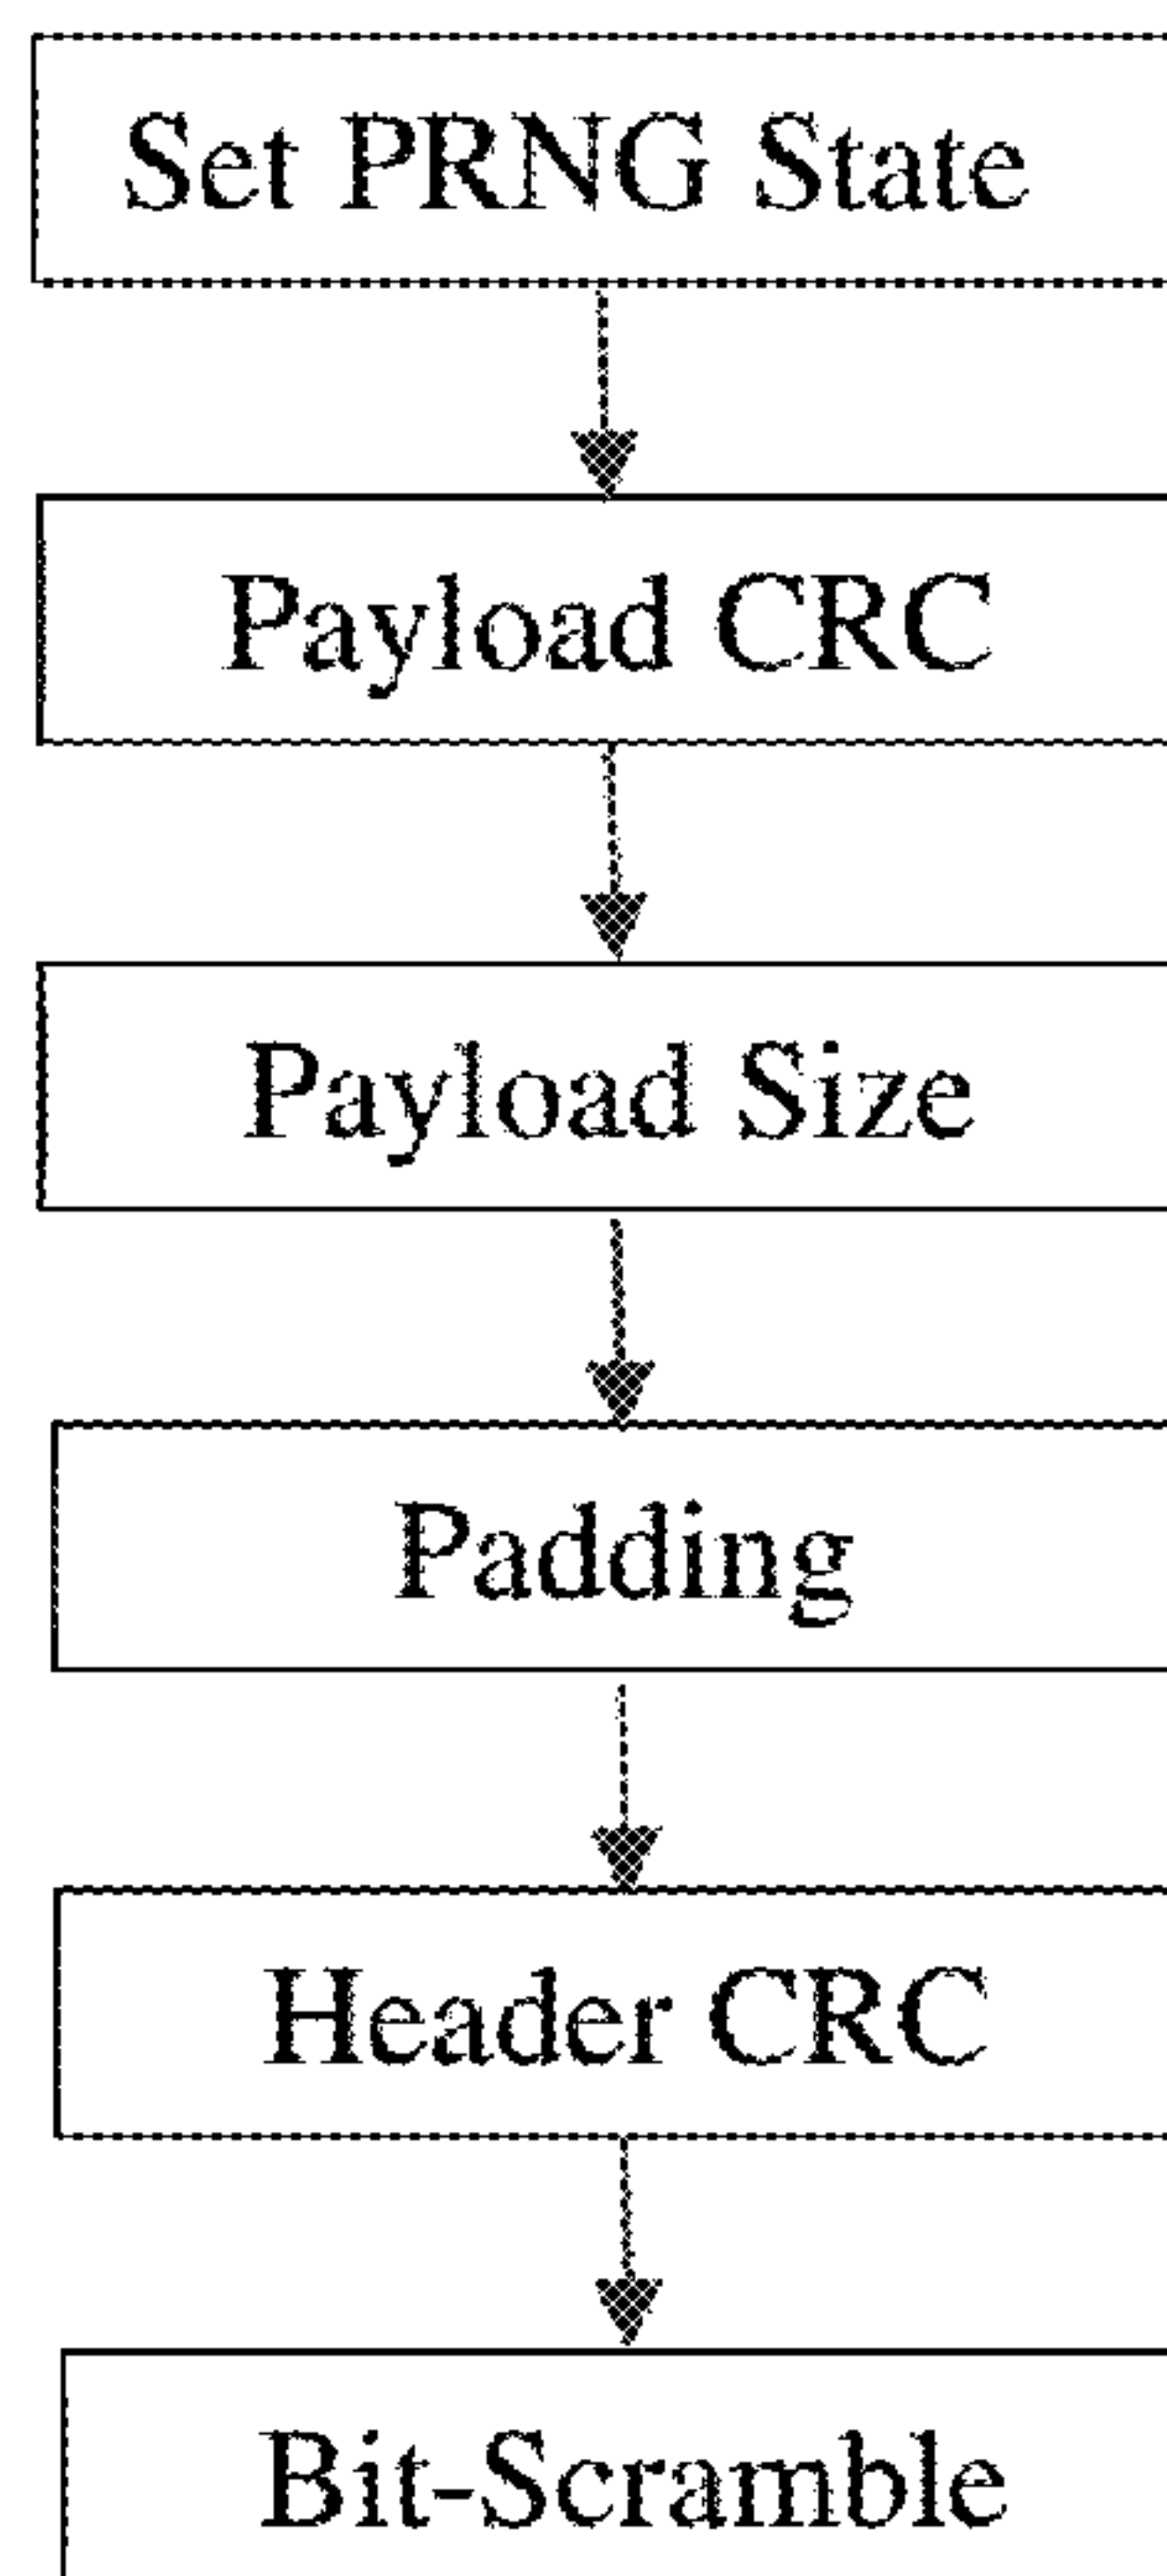 Set PRNG State
Payload CRC
Payload Size
Padding
Header CRC
Bit-Scramble